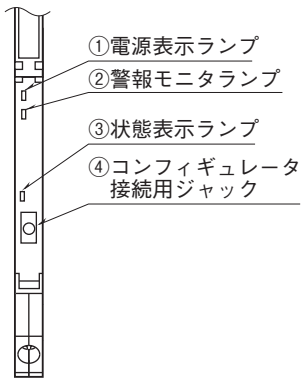 ①電源表示ランプ
②警報モニタランプ
③状態表示ランプ
④コンフィギュレータ
接続用ジャック